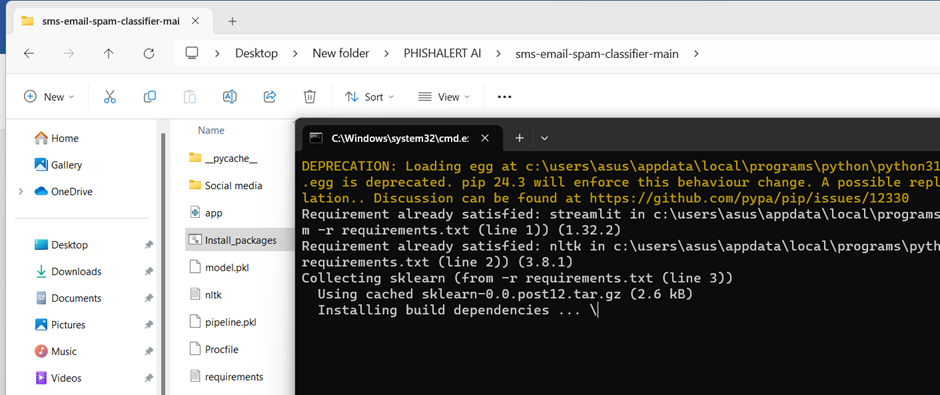 sms-email-spam-classifier-mai
Desktop
New folder
PHISHALERT AI
sms-email-spam-classifier-main
New
Sort
View
Home
Gallery
OneDrive
Desktop
Downloads
Documents
Pictures
Music
Videos
Name
__pycache__
Social media
app
Install_packages
model.pkl
nltk
pipeline.pkl
Procfile
requirements
C:\Windows\system32\cmd.e:
DEPRECATION: Loading egg at c:\users\asus\appdata\local\programs\python\python31
.egg is deprecated. pip 24.3 will enforce this behaviour change. A possible repl
lation.. Discussion can be found at https://github.com/pypa/pip/issues/12330
Requirement already satisfied: streamlit in c:\users\asus\appdata\local\programs
m -r requirements.txt (line 1)) (1.32.2)
Requirement already satisfied: nltk in c:\users\asus\appdata\local\programs\pyth
requirements.txt (line 2)) (3.8.1)
Collecting sklearn (from -r requirements.txt (line 3))
Using cached sklearn-0.0.post12.tar.gz (2.6 kB)
Installing build dependencies ... \